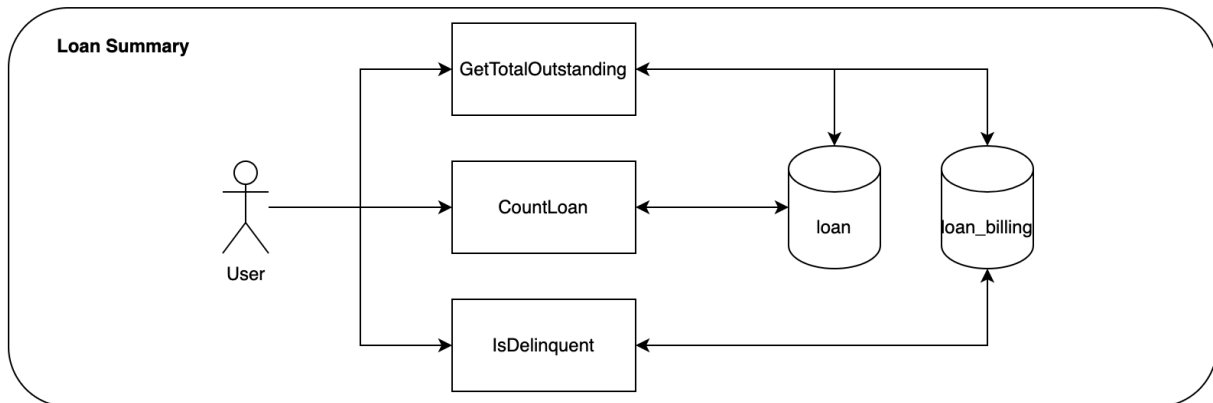 Loan Summary
GetTotalOutstanding
CountLoan
loan
loan_billing
User
IsDelinquent